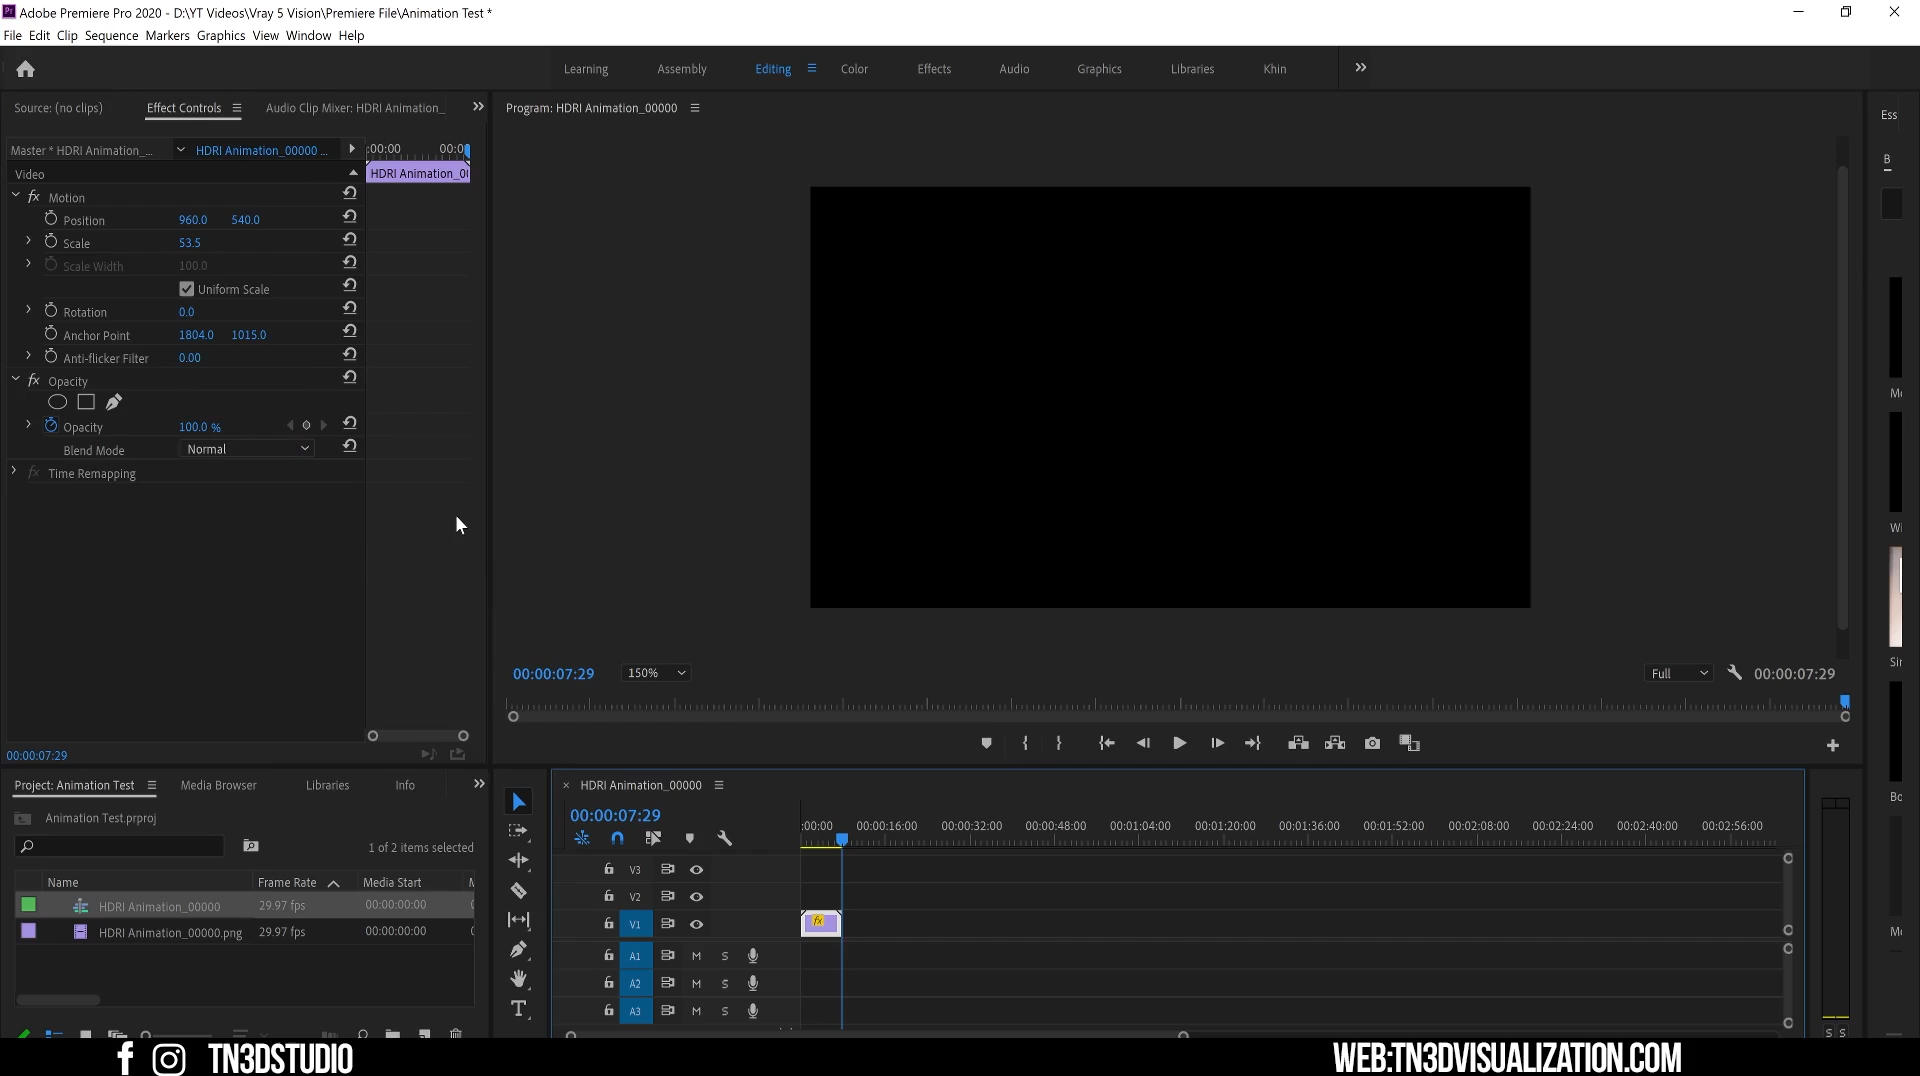 Adobe Premiere Pro 2020 - D:\YT Videos\Vray 5 Vision\Premiere File\Animation Test *
File Edit Clip Sequence Markers Graphics View Window Help
Learning Assembly Editing Color Effects Audio Graphics Libraries Khin
Source: (no clips) Effect Controls Audio Clip Mixer: HDRI Animation_
Program: HDRI Animation_00000
Ess
Master * HDRI Animation_... HDRI Animation_00000 ...
:00:00 00:0
Video
HDRI Animation_00
B
fx Motion
Position 960.0 540.0
Scale 53.5
Scale Width 100.0
Uniform Scale
Rotation 0.0
Anchor Point 1804.0 1015.0
Anti-flicker Filter 0.00
fx Opacity
Opacity 100.0 %
Blend Mode Normal
fx Time Remapping
00:00:07:29 150% Full 00:00:07:29
00:00:07:29
Project: Animation Test Media Browser Libraries Info
Animation Test.prproj
1 of 2 items selected
Name Frame Rate Media Start
HDRI Animation_00000 29.97 fps 00:00:00:00
HDRI Animation_00000.png 29.97 fps 00:00:00:00
HDRI Animation_00000
00:00:07:29
:00:00 00:00:16:00 00:00:32:00 00:00:48:00 00:01:04:00 00:01:20:00 00:01:36:00 00:01:52:00 00:02:08:00 00:02:24:00 00:02:40:00 00:02:56:00
V3
V2
V1 fx
A1 M S
A2 M S
A3 M S
S S
TN3DSTUDIO
WEB:TN3DVISUALIZATION.COM